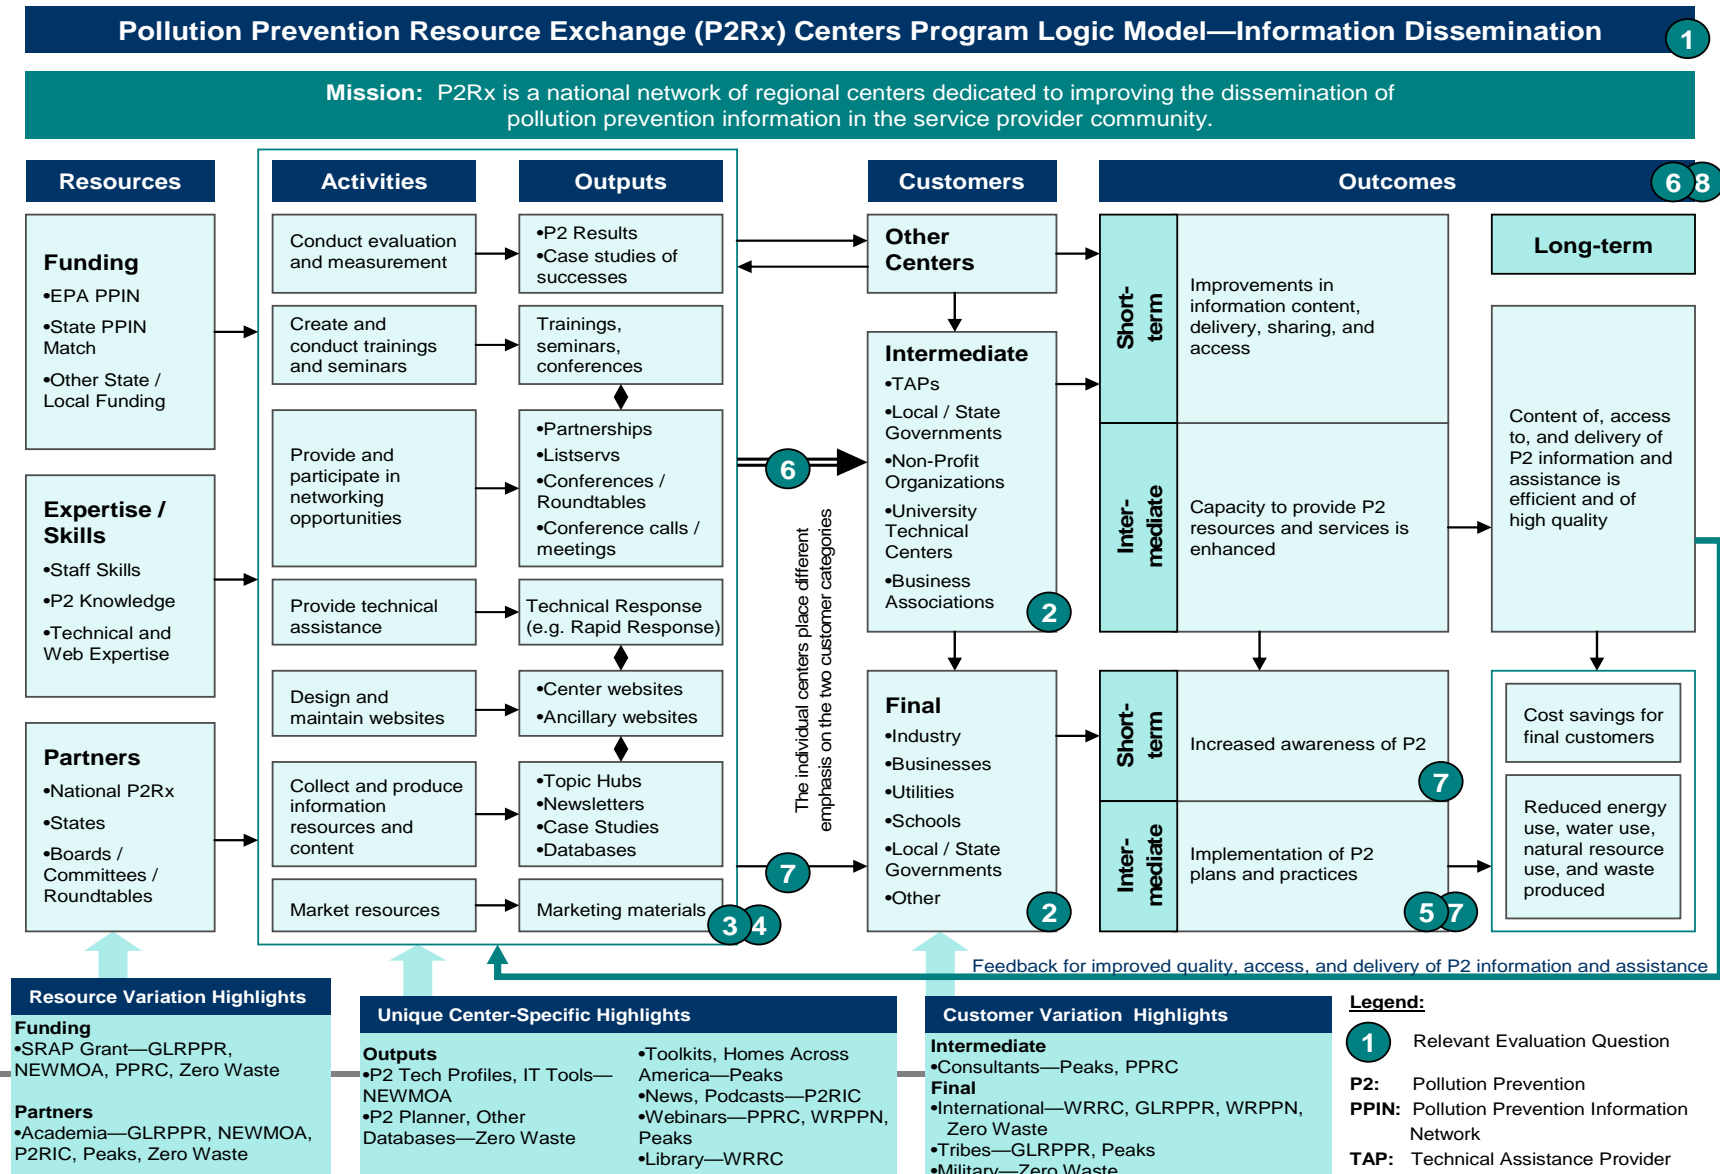 Pollution Prevention Resource Exchange (P2Rx) Centers Program Logic Model—Information Dissemination
1
Mission: P2Rx is a national network of regional centers dedicated to improving the dissemination of
pollution prevention information in the service provider community.
Resources
Funding
•EPA PPIN
•State PPIN
Match
•Other State /
Local Funding
Expertise /
Skills
•Staff Skills
•P2 Knowledge
•Technical and
Web Expertise
Partners
•National P2Rx
•States
•Boards /
Committees /
Roundtables
Activities
Conduct evaluation
and measurement
Create and
conduct trainings
and seminars
Provide and
participate in
networking
opportunities
Provide technical
assistance
Design and
maintain websites
Collect and produce
information
resources and
content
Market resources
Outputs
•P2 Results
•Case studies of
successes
Trainings,
seminars,
conferences
•Partnerships
•Listservs
•Conferences /
Roundtables
•Conference calls /
meetings
Technical Response
(e.g. Rapid Response)
•Center websites
•Ancillary websites
•Topic Hubs
•Newsletters
•Case Studies
•Databases
Marketing materials
3
4
6
The individual centers place different
emphasis on the two customer categories
7
Customers
Other
Centers
Intermediate
•TAPs
•Local / State
Governments
•Non-Profit
Organizations
•University
Technical
Centers
•Business
Associations
2
Final
•Industry
•Businesses
•Utilities
•Schools
•Local / State
Governments
•Other
2
Outcomes
6
8
Short-
term
Improvements in
information content,
delivery, sharing, and
access
Inter-
mediate
Capacity to provide P2
resources and services is
enhanced
Short-
term
Increased awareness of P2
7
Inter-
mediate
Implementation of P2
plans and practices
5
7
Long-term
Content of, access
to, and delivery of
P2 information and
assistance is
efficient and of
high quality
Cost savings for
final customers
Reduced energy
use, water use,
natural resource
use, and waste
produced
Feedback for improved quality, access, and delivery of P2 information and assistance
Resource Variation Highlights
Funding
•SRAP Grant—GLRPPR,
NEWMOA, PPRC, Zero Waste
Partners
•Academia—GLRPPR, NEWMOA,
P2RIC, Peaks, Zero Waste
Unique Center-Specific Highlights
Outputs
•P2 Tech Profiles, IT Tools—
NEWMOA
•P2 Planner, Other
Databases—Zero Waste
•Toolkits, Homes Across
America—Peaks
•News, Podcasts—P2RIC
•Webinars—PPRC, WRPPN,
Peaks
•Library—WRRC
Customer Variation Highlights
Intermediate
•Consultants—Peaks, PPRC
Final
•International—WRRC, GLRPPR, WRPPN,
Zero Waste
•Tribes—GLRPPR, Peaks
•Military—Zero Waste
Legend:
1 Relevant Evaluation Question
P2: Pollution Prevention
PPIN: Pollution Prevention Information
Network
TAP: Technical Assistance Provider